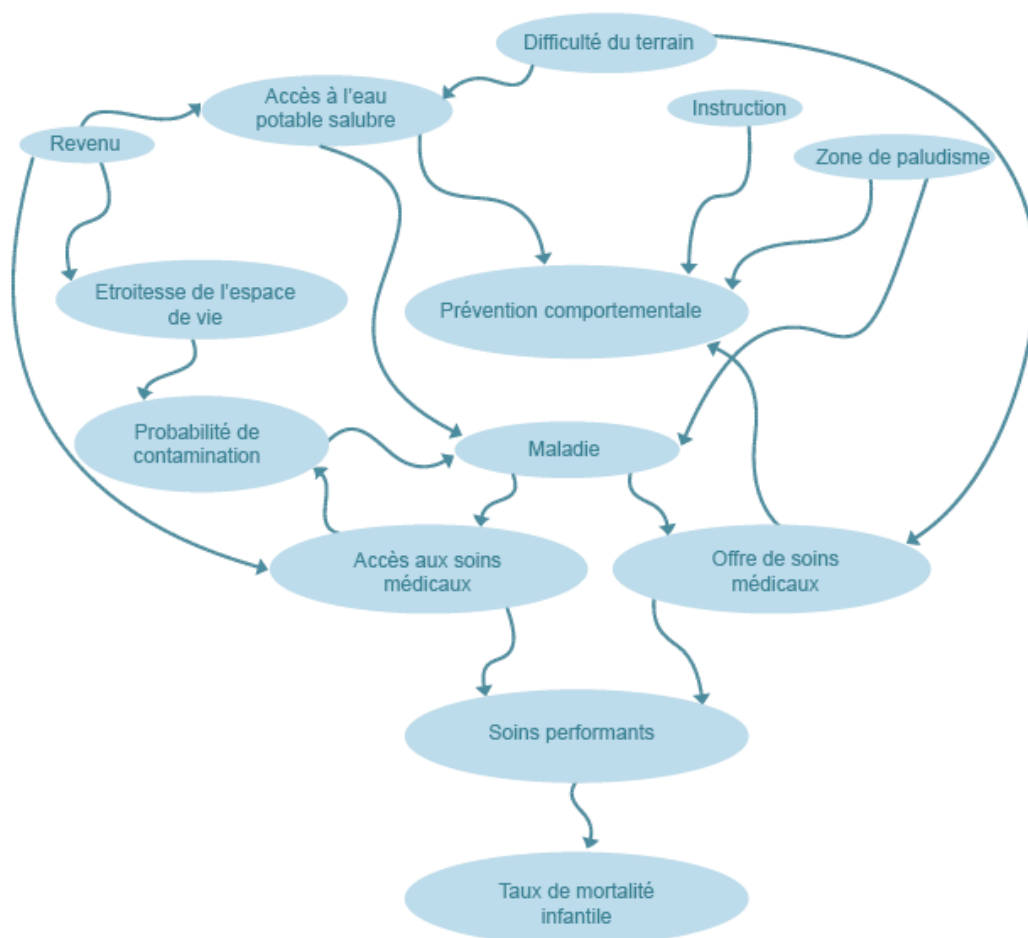 Difficulté du terrain
Accès à l’eau
potable salubre
Instruction
Revenu
Zone de paludisme
Etroitesse de l’espace
de vie
Prévention comportementale
Probabilité de
contamination
Maladie
Accès aux soins
médicaux
Offre de soins
médicaux
Soins performants
Taux de mortalité
infantile